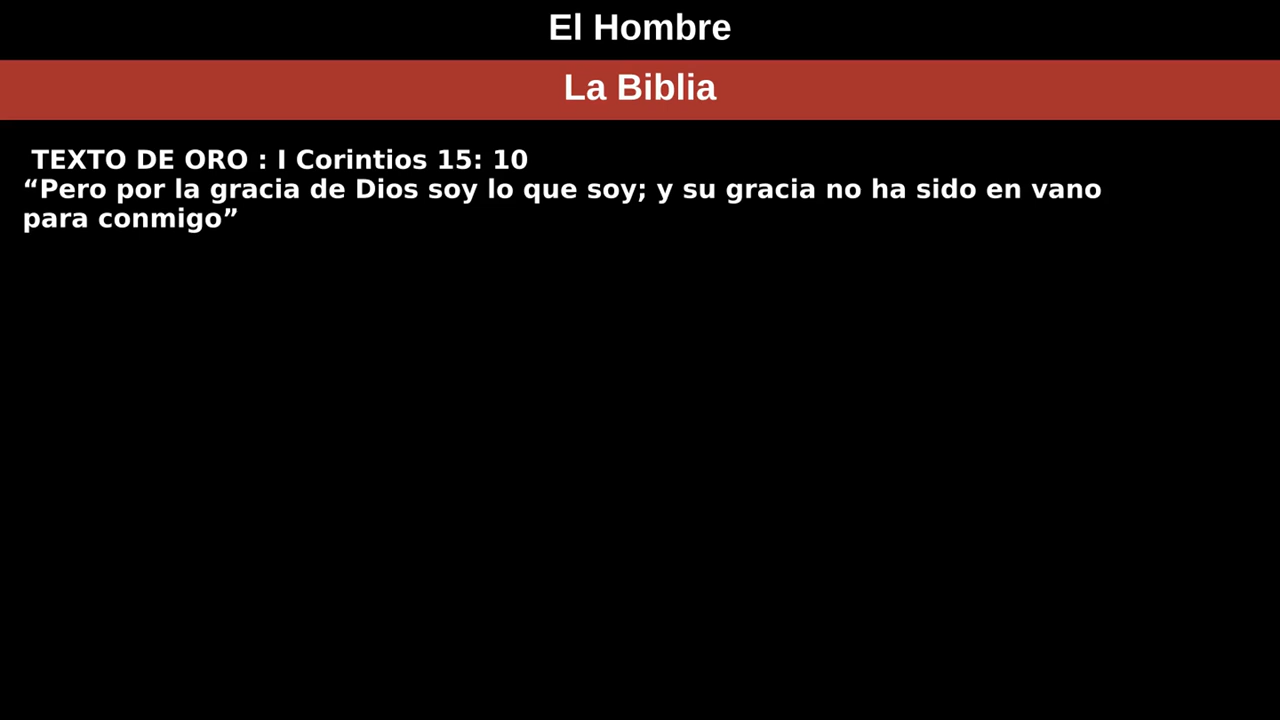 El Hombre
La Biblia
TEXTO DE ORO : I Corintios 15: 10
“Pero por la gracia de Dios soy lo que soy; y su gracia no ha sido en vano
para conmigo”